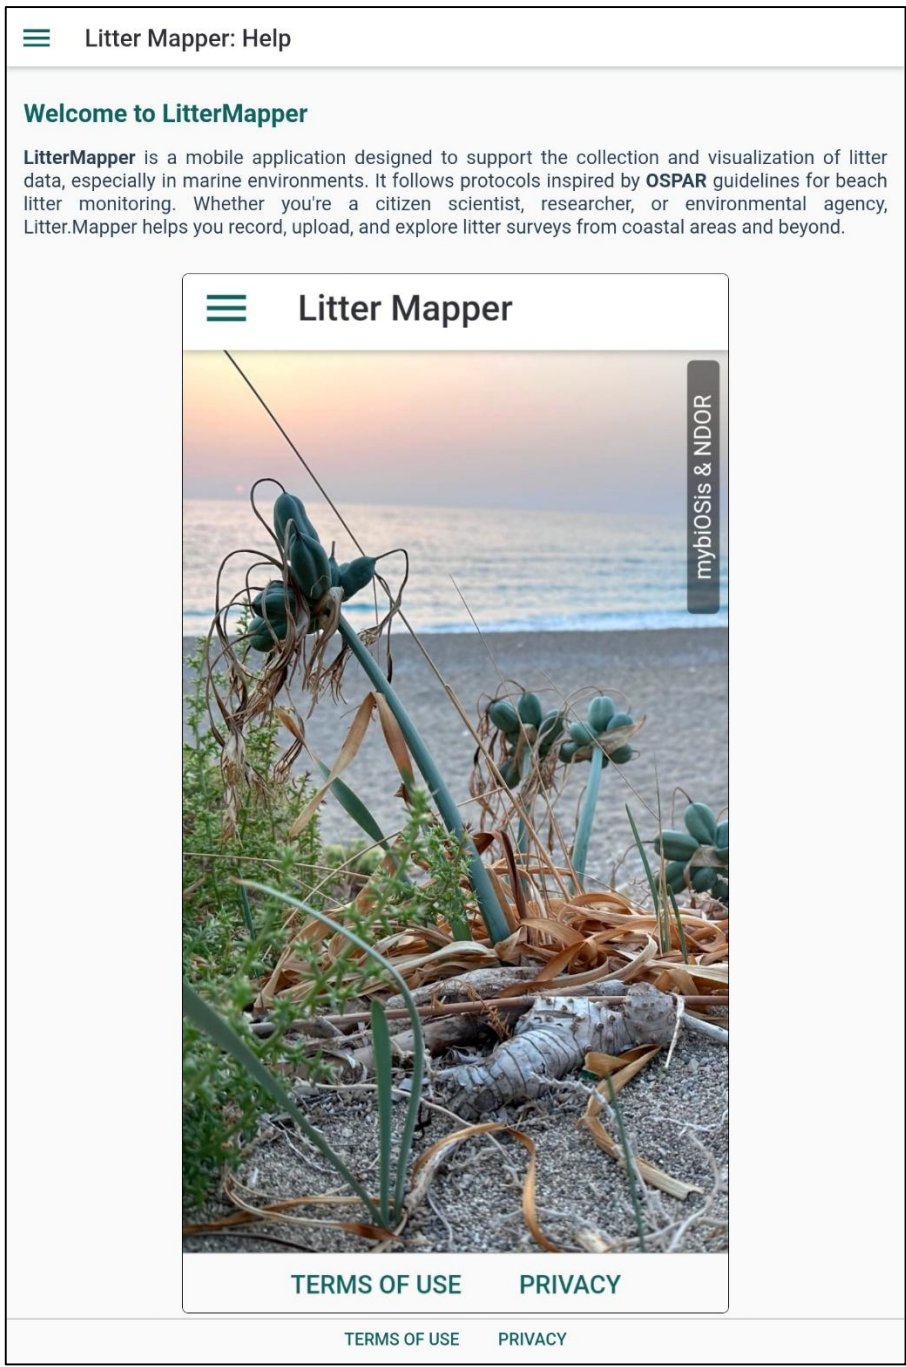 Litter Mapper: Help
Welcome to LitterMapper
LitterMapper is a mobile application designed to support the collection and visualization of litter
data, especially in marine environments. It follows protocols inspired by OSPAR guidelines for beach
litter monitoring. Whether you're a citizen scientist, researcher, or environmental agency,
Litter.Mapper helps you record, upload, and explore litter surveys from coastal areas and beyond.
Litter Mapper
mybiOSis & NDOR
TERMS OF USE PRIVACY
TERMS OF USE PRIVACY